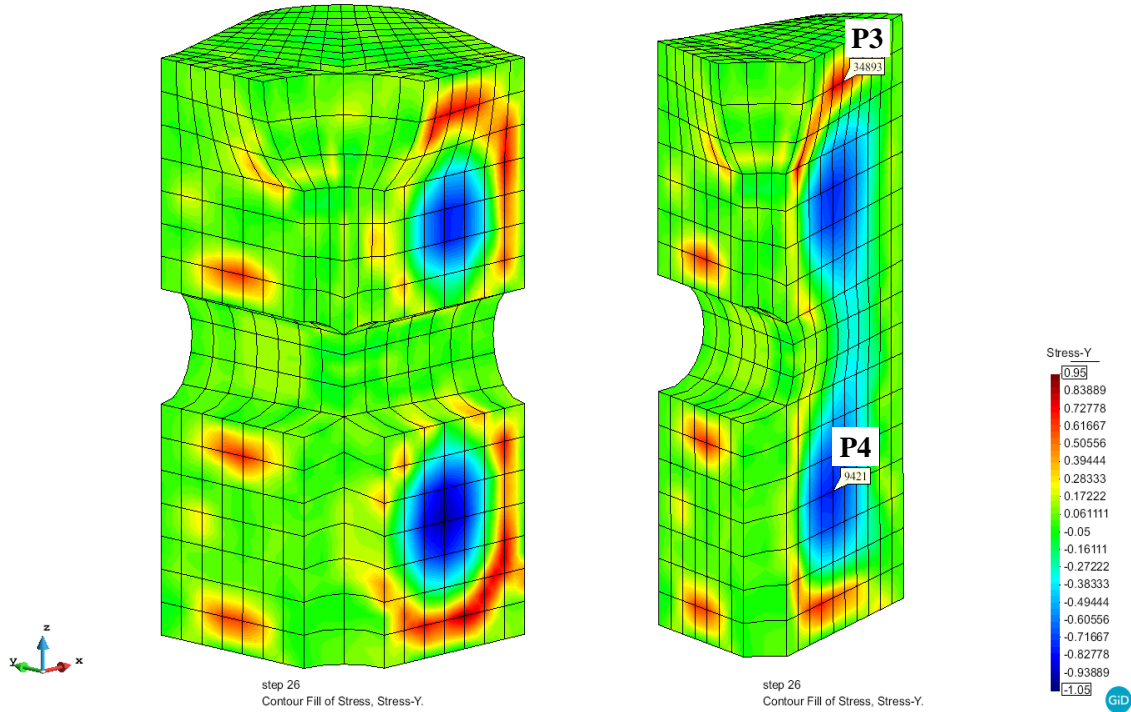 P3
34893
P4
9421
Stress-Y
0.95
0.83889
0.72778
0.61667
0.50556
0.39444
0.28333
0.17222
0.061111
-0.05
-0.16111
-0.27222
-0.38333
-0.49444
-0.60556
-0.71667
-0.82778
-0.93889
-1.05
z
y
x
step 26
Contour Fill of Stress, Stress-Y.
step 26
Contour Fill of Stress, Stress-Y.
GiD